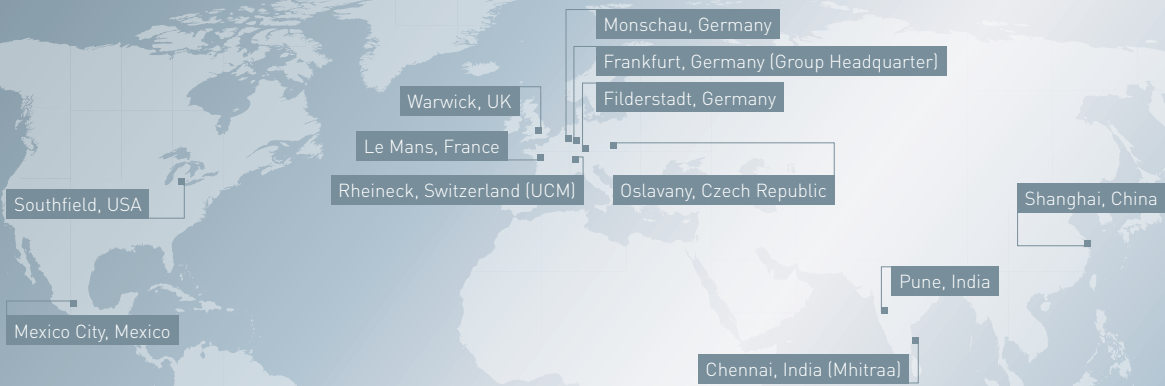 Monschau, Germany
Frankfurt, Germany (Group Headquarter)
Warwick, UK
Filderstadt, Germany
Le Mans, France
Rheineck, Switzerland (UCM)
Oslavany, Czech Republic
Southfield, USA
Shanghai, China
Pune, India
Mexico City, Mexico
Chennai, India (Mhitraa)